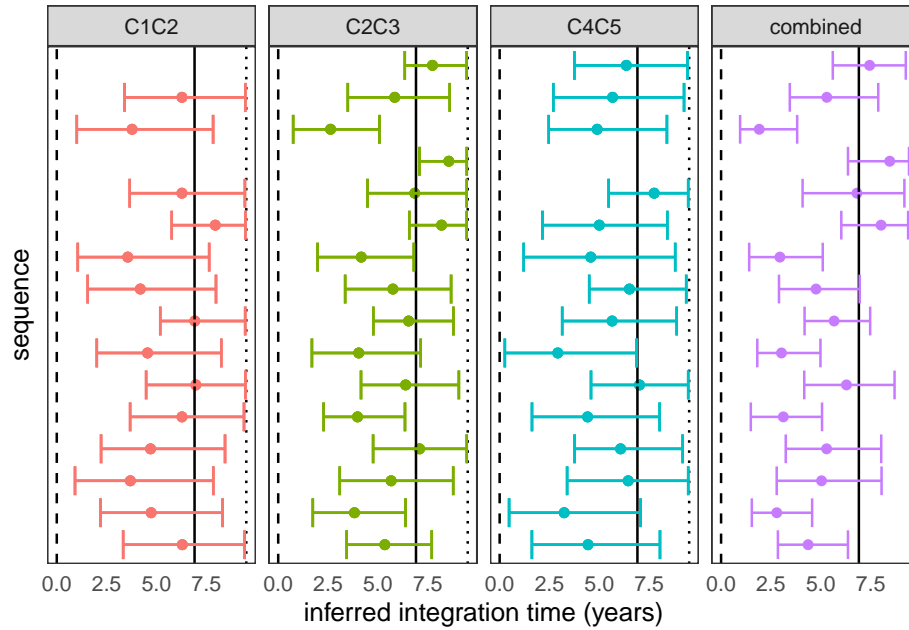 C1C2 C2C3 C4C5 combined
sequence
0.0 2.5 5.0 7.5 0.0 2.5 5.0 7.5 0.0 2.5 5.0 7.5 0.0 2.5 5.0 7.5
inferred integration time (years)